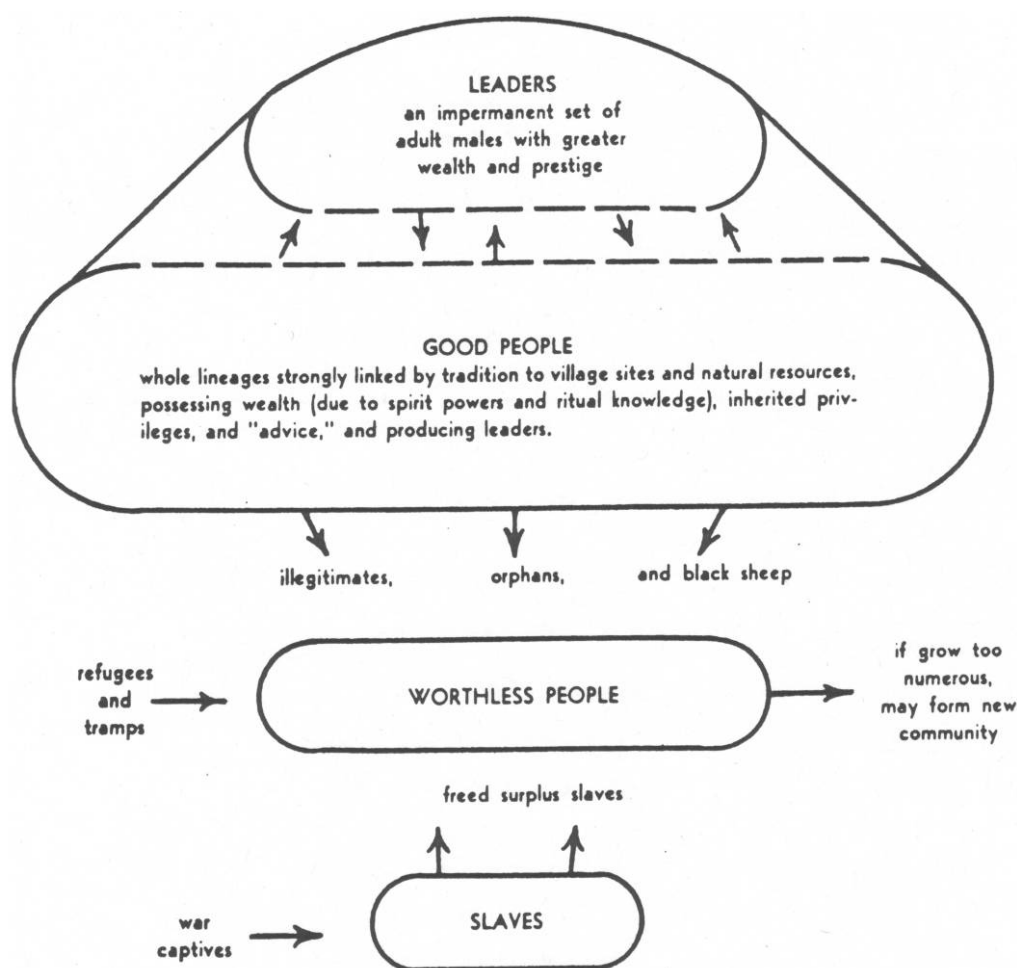 LEADERS
an impermanent set of
adult males with greater
wealth and prestige
GOOD PEOPLE
whole lineages strongly linked by tradition to village sites and natural resources,
possessing wealth (due to spirit powers and ritual knowledge), inherited priv-
ileges, and "advice," and producing leaders.
illegitimates, orphans, and black sheep
refugees
and
tramps
WORTHLESS PEOPLE
if grow too
numerous,
may form new
community
freed surplus slaves
war
captives
SLAVES